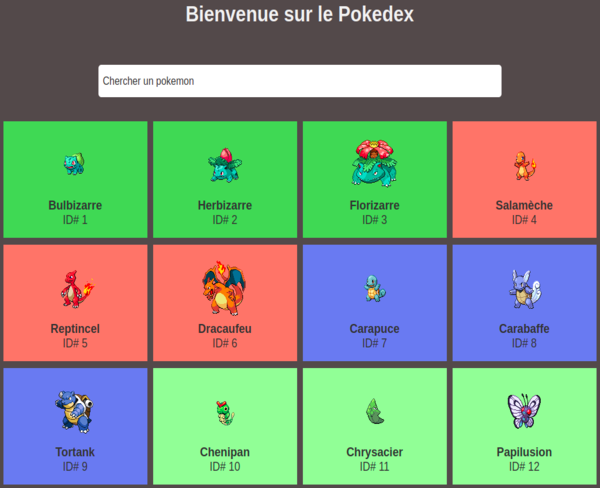 Bienvenue sur le Pokedex
Chercher un pokemon
Bulbizarre
ID# 1
Herbizarre
ID# 2
Florizarre
ID# 3
Salamèche
ID# 4
Reptincel
ID# 5
Dracaufeu
ID# 6
Carapuce
ID# 7
Carabaffe
ID# 8
Tortank
ID# 9
Chenipan
ID# 10
Chrysacier
ID# 11
Papilusion
ID# 12